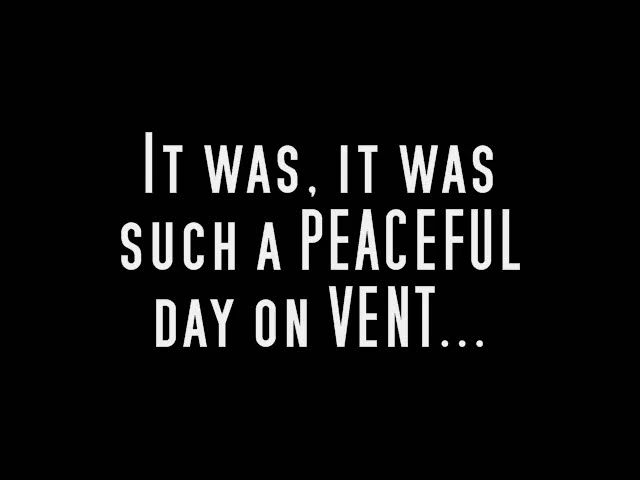 It was, it was
such a PEACEFUL
day on VENT...